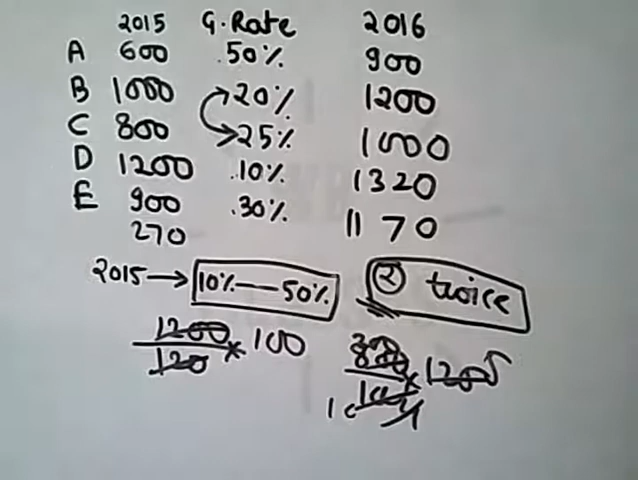 2015 G.Rate 2016
A 600 .50% 900
B 1000 20% 1200
C 800 25% 1000
D 1200 .10% 1320
E 900 .30% 1170
270
2015 → 10% — 50% ② twice
1200 / 120 × 100